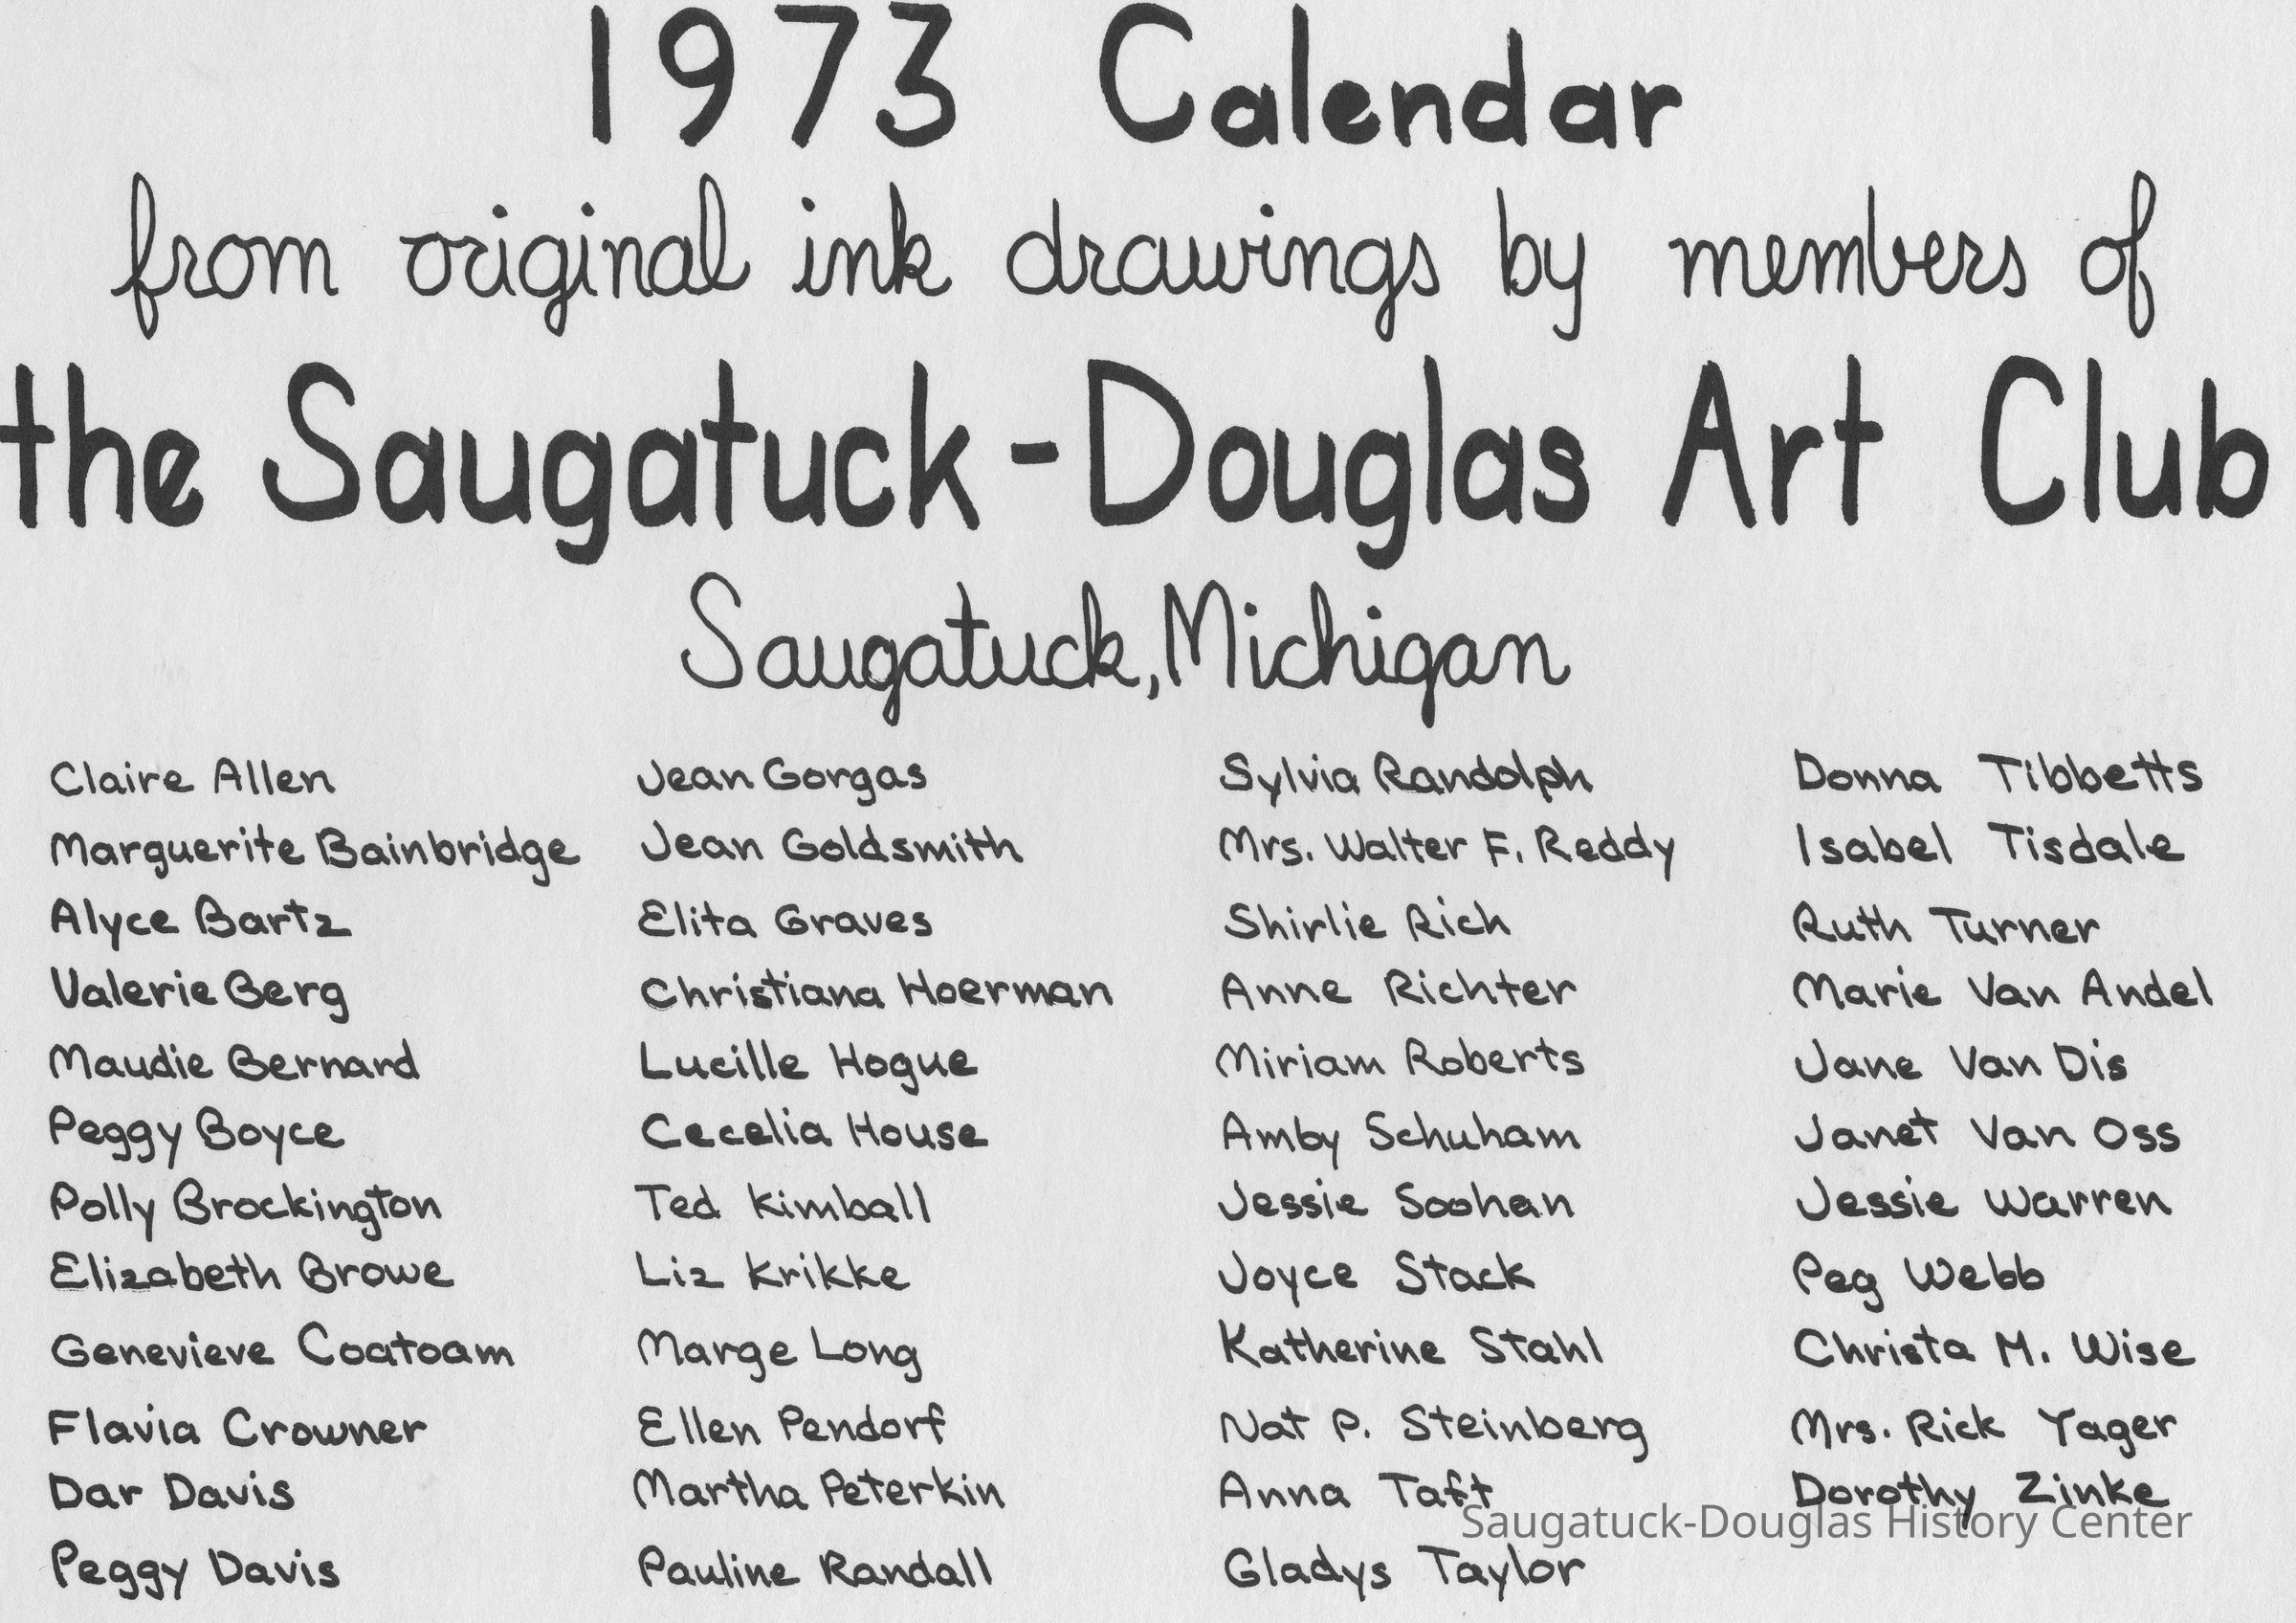 1973 Calendar
from original ink drawings by members of
the Saugatuck-Douglas Art Club
Saugatuck, Michigan
Claire Allen
Marguerite Bainbridge
Alyce Bartz
Valerie Berg
Maudie Bernard
Peggy Boyce
Polly Brockington
Elizabeth Browe
Genevieve Coatoam
Flavia Crowner
Dar Davis
Peggy Davis
Jean Gorgas
Jean Goldsmith
Elita Graves
Christiana Hoerman
Lucille Hogue
Cecelia House
Ted Kimball
Liz Krikke
Marge Long
Ellen Pendorf
Martha Peterkin
Pauline Randall
Sylvia Randolph
Mrs. Walter F. Reddy
Shirlie Rich
Anne Richter
Miriam Roberts
Amby Schuham
Jessie Soohan
Joyce Stack
Katherine Stahl
Nat P. Steinberg
Anna Taft
Gladys Taylor
Donna Tibbetts
Isabel Tisdale
Ruth Turner
Marie Van Andel
Jane Van Dis
Janet Van Oss
Jessie Warren
Peg Webb
Christa M. Wise
Mrs. Rick Yager
Dorothy Zinke
Saugatuck-Douglas History Center